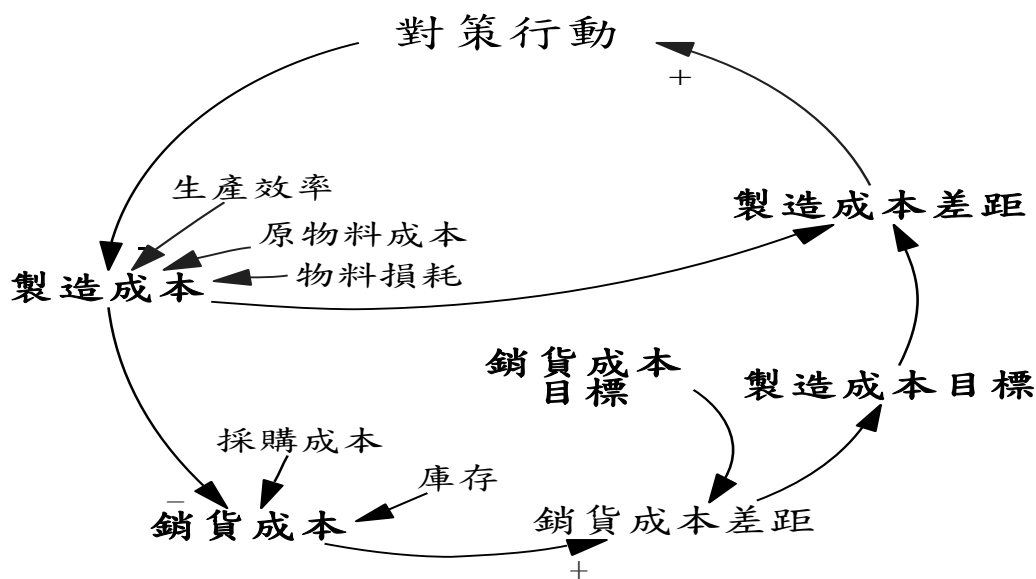 對策行動
+
生產效率
製造成本差距
原物料成本
物料損耗
製造成本
銷貨成本
目標
製造成本目標
採購成本
庫存
−
銷貨成本
銷貨成本差距
+